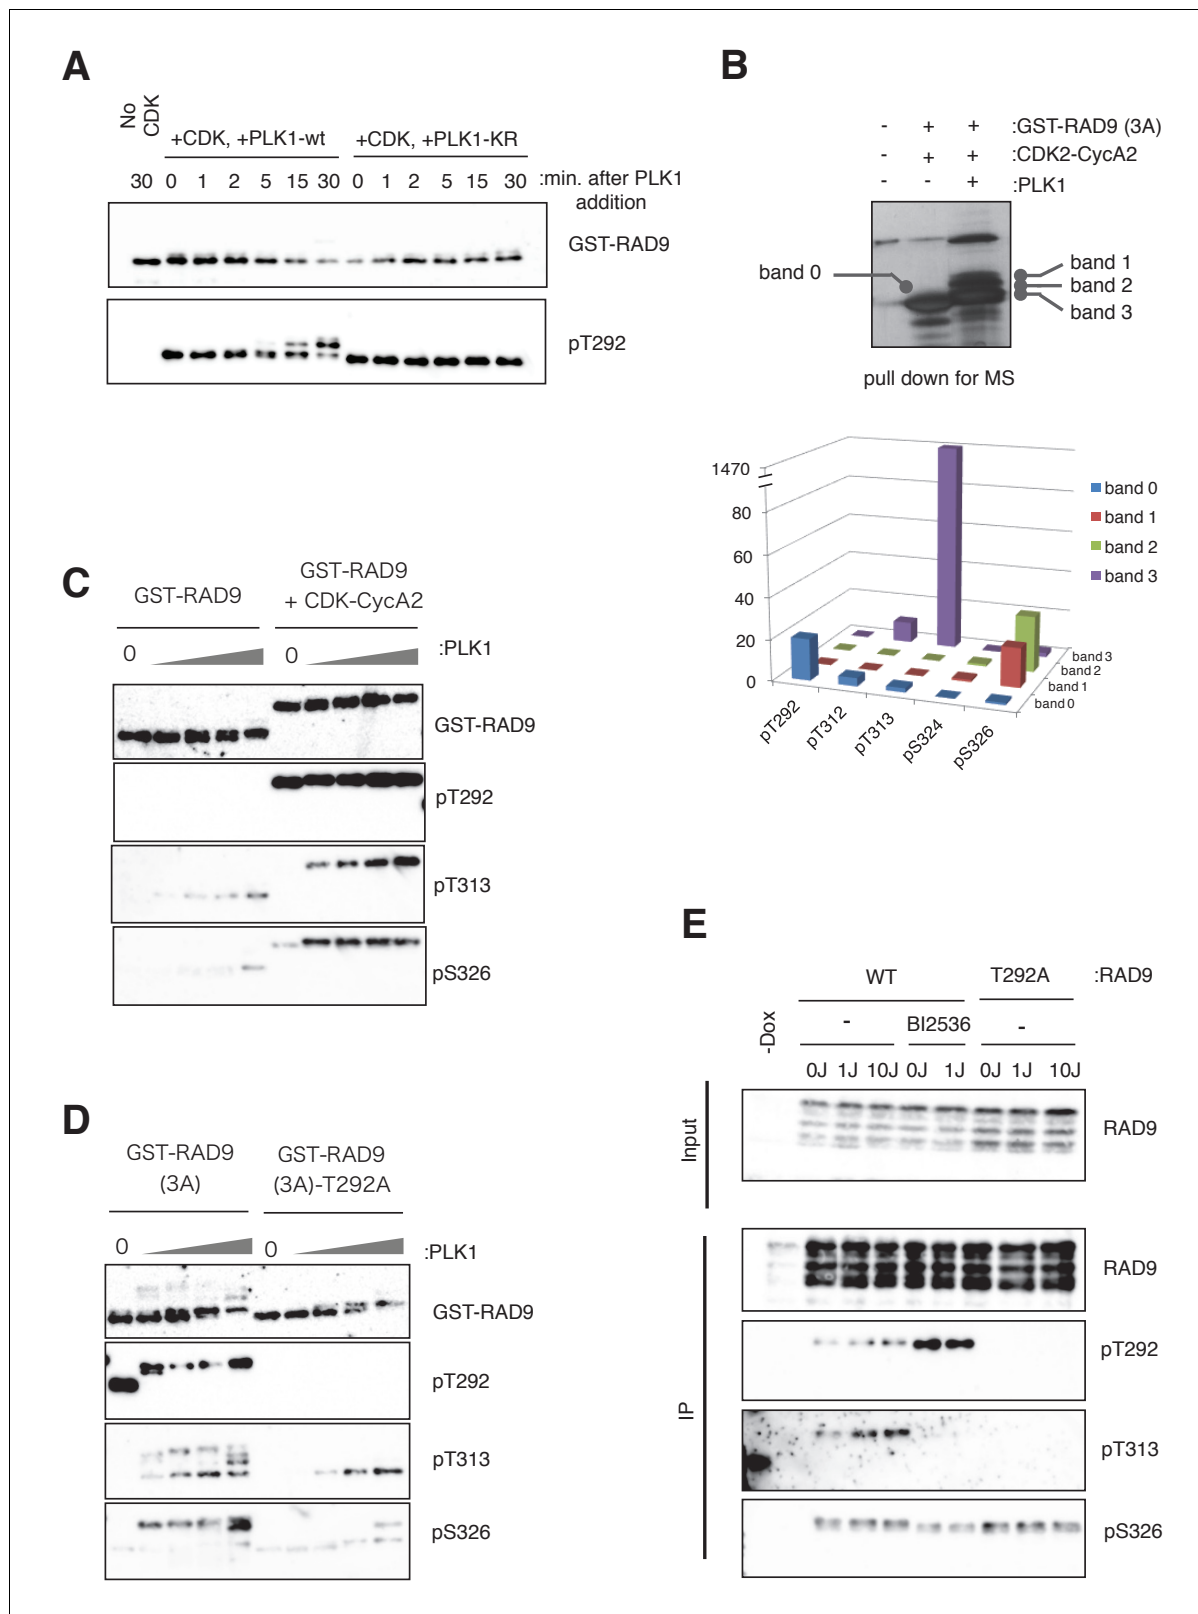 A
No CDK
+CDK, +PLK1-wt
+CDK, +PLK1-KR
30 0 1 2 5 15 30 0 1 2 5 15 30 :min. after PLK1
addition
GST-RAD9
pT292
B
- + + :GST-RAD9 (3A)
- + + :CDK2-CycA2
- - + :PLK1
band 0
band 1
band 2
band 3
pull down for MS
1470
80
60
40
20
0
pT292
pT312
pT313
pS324
pS326
band 3
band 2
band 1
band 0
band 0
band 1
band 2
band 3
C
GST-RAD9
GST-RAD9
+ CDK-CycA2
0 0 :PLK1
GST-RAD9
pT292
pT313
pS326
D
GST-RAD9
(3A)
GST-RAD9
(3A)-T292A
0 0 :PLK1
GST-RAD9
pT292
pT313
pS326
E
-Dox
WT T292A :RAD9
- BI2536 -
0J 1J 10J 0J 1J 0J 1J 10J
Input
RAD9
IP
RAD9
pT292
pT313
pS326